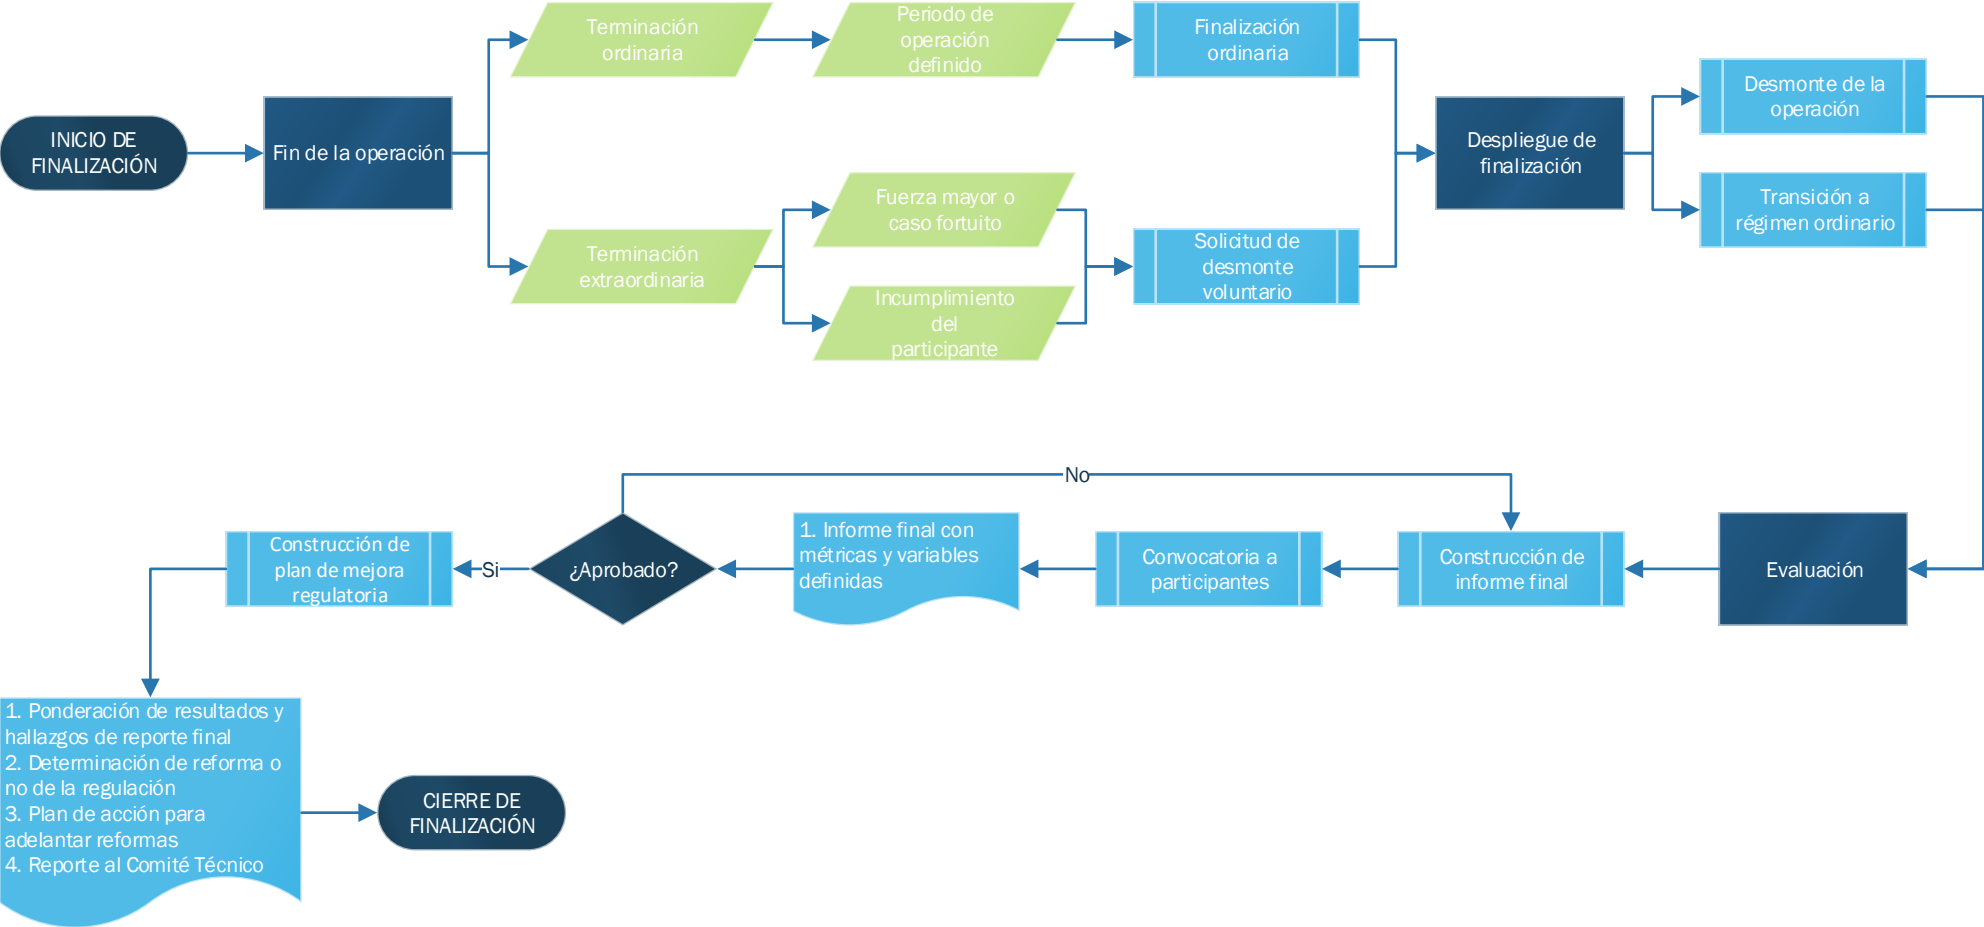 INICIO DE
FINALIZACIÓN
Fin de la operación
Terminación
ordinaria
Periodo de
operación
definido
Finalización
ordinaria
Terminación
extraordinaria
Fuerza mayor o
caso fortuito
Incumplimiento
del
participante
Solicitud de
desmonte
voluntario
Despliegue de
finalización
Desmonte de la
operación
Transición a
régimen ordinario
Evaluación
Construcción de
informe final
Convocatoria a
participantes
1. Informe final con
métricas y variables
definidas
¿Aprobado?
No
Si
Construcción de
plan de mejora
regulatoria
1. Ponderación de resultados y
hallazgos de reporte final
2. Determinación de reforma o
no de la regulación
3. Plan de acción para
adelantar reformas
4. Reporte al Comité Técnico
CIERRE DE
FINALIZACIÓN